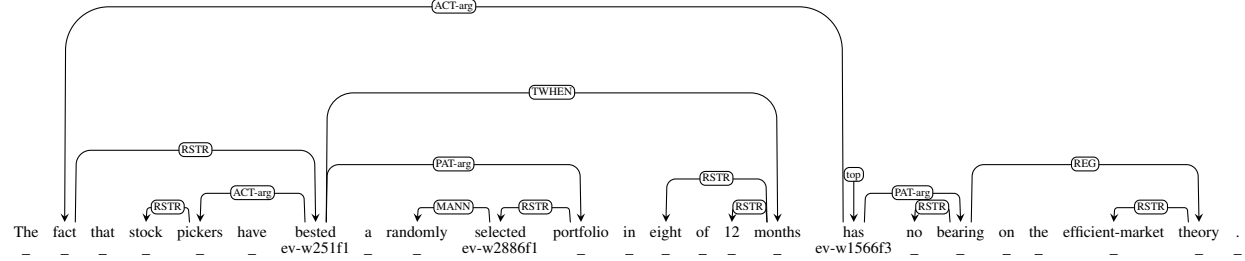 ACT-arg
TWHEN
RSTR PAT-arg
top RSTR REG
ACT-arg PAT-arg
RSTR MANN RSTR RSTR RSTR RSTR
The fact that stock pickers have bested a randomly selected portfolio in eight of 12 months has no bearing on the efficient-market theory .
_ _ _ _ _ _ ev-w251f1 _ _ ev-w2886f1 _ _ _ _ _ _ ev-w1566f3 _ _ _ _ _ _ _